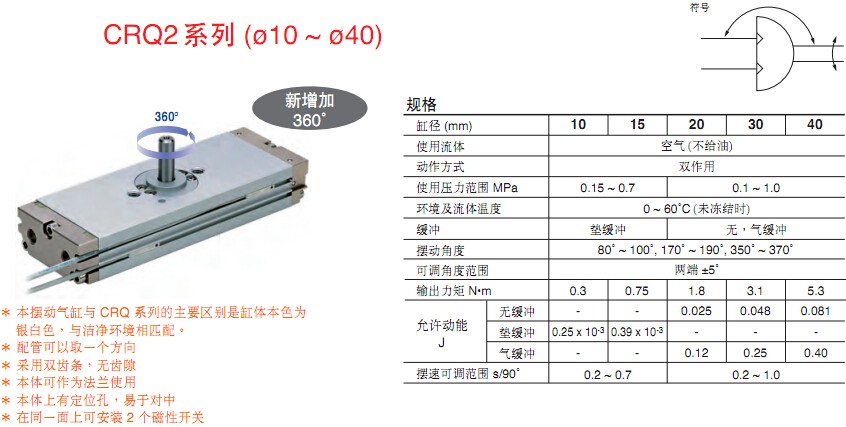 CRQ2 系列 (ø10 ~ ø40)
符号
360°
新增加
360°
规格
缸径 (mm) 10 15 20 30 40
使用流体 空气 (不给油)
动作方式 双作用
使用压力范围 MPa 0.15 ~ 0.7 0.1 ~ 1.0
环境及流体温度 0 ~ 60˚C (未冻结时)
缓冲 垫缓冲 无，气缓冲
摆动角度 80˚ ~ 100˚, 170˚ ~ 190˚, 350˚ ~ 370˚
可调角度范围 两端 ±5˚
输出力矩 N•m 0.3 0.75 1.8 3.1 5.3
允许动能 J 无缓冲 - - 0.025 0.048 0.081
垫缓冲 0.25 x 10-3 0.39 x 10-3 - - -
气缓冲 - - 0.12 0.25 0.40
摆速可调范围 s/90˚ 0.2 ~ 0.7 0.2 ~ 1.0
* 本摆动气缸与 CRQ 系列的主要区别是缸体本色为
银白色，与洁净环境相匹配。
* 配管可以取一个方向
* 采用双齿条，无齿隙
* 本体可作为法兰使用
* 本体上有定位孔，易于对中
* 在同一面上可安装 2 个磁性开关